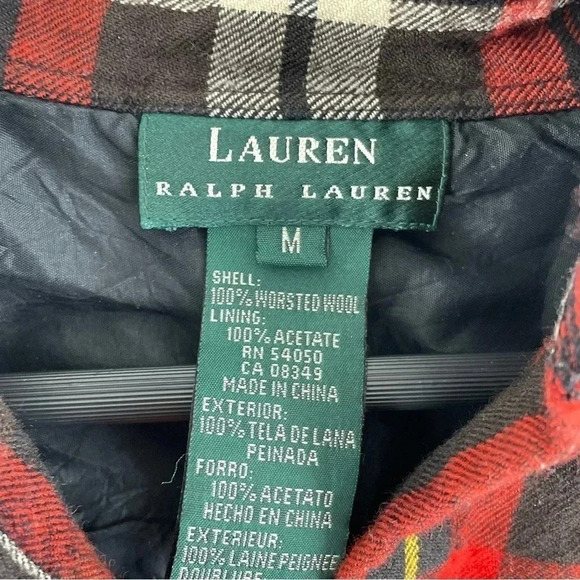 LAUREN
RALPH LAUREN
M
SHELL:
100% WORSTED WOOL
LINING:
100% ACETATE
RN 54050
CA 08349
MADE IN CHINA
EXTERIOR:
100% TELA DE LANA
PEINADA
FORRO:
100% ACETATO
HECHO EN CHINA
EXTERIEUR:
100% LAINE PEIGNEE
DOUBLURE